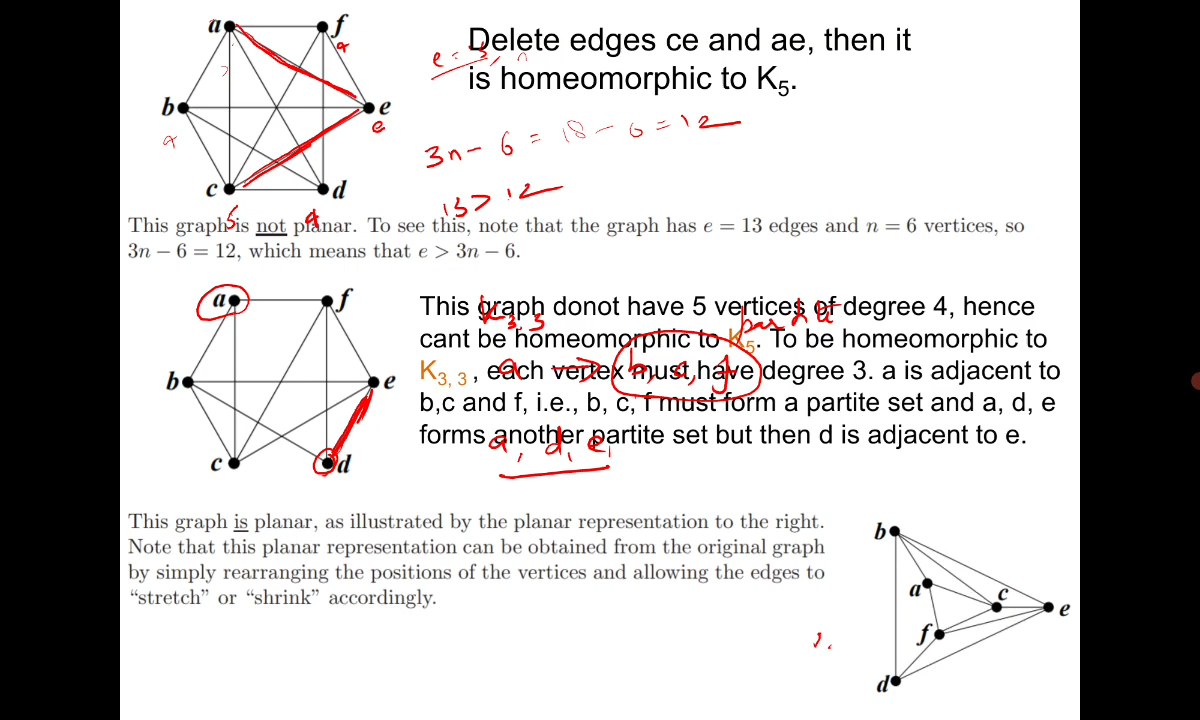 a f
Delete edges ce and ae, then it
e = 13,
is homeomorphic to K5.
b e
3n - 6 = 18 - 6 = 12
c d
13 > 12
This graph is not planar. To see this, note that the graph has e = 13 edges and n = 6 vertices, so
3n − 6 = 12, which means that e > 3n − 6.
a f
This graph donot have 5 vertices of degree 4, hence
K3,3
cant be homeomorphic to K5. To be homeomorphic to
K3, 3 , each vertex must have degree 3. a is adjacent to
b e
b,c and f, i.e., b, c, f must form a partite set and a, d, e
forms another partite set but then d is adjacent to e.
a, d, e,
c d
This graph is planar, as illustrated by the planar representation to the right.
Note that this planar representation can be obtained from the original graph
by simply rearranging the positions of the vertices and allowing the edges to
“stretch” or “shrink” accordingly.
b
a c e
f
d